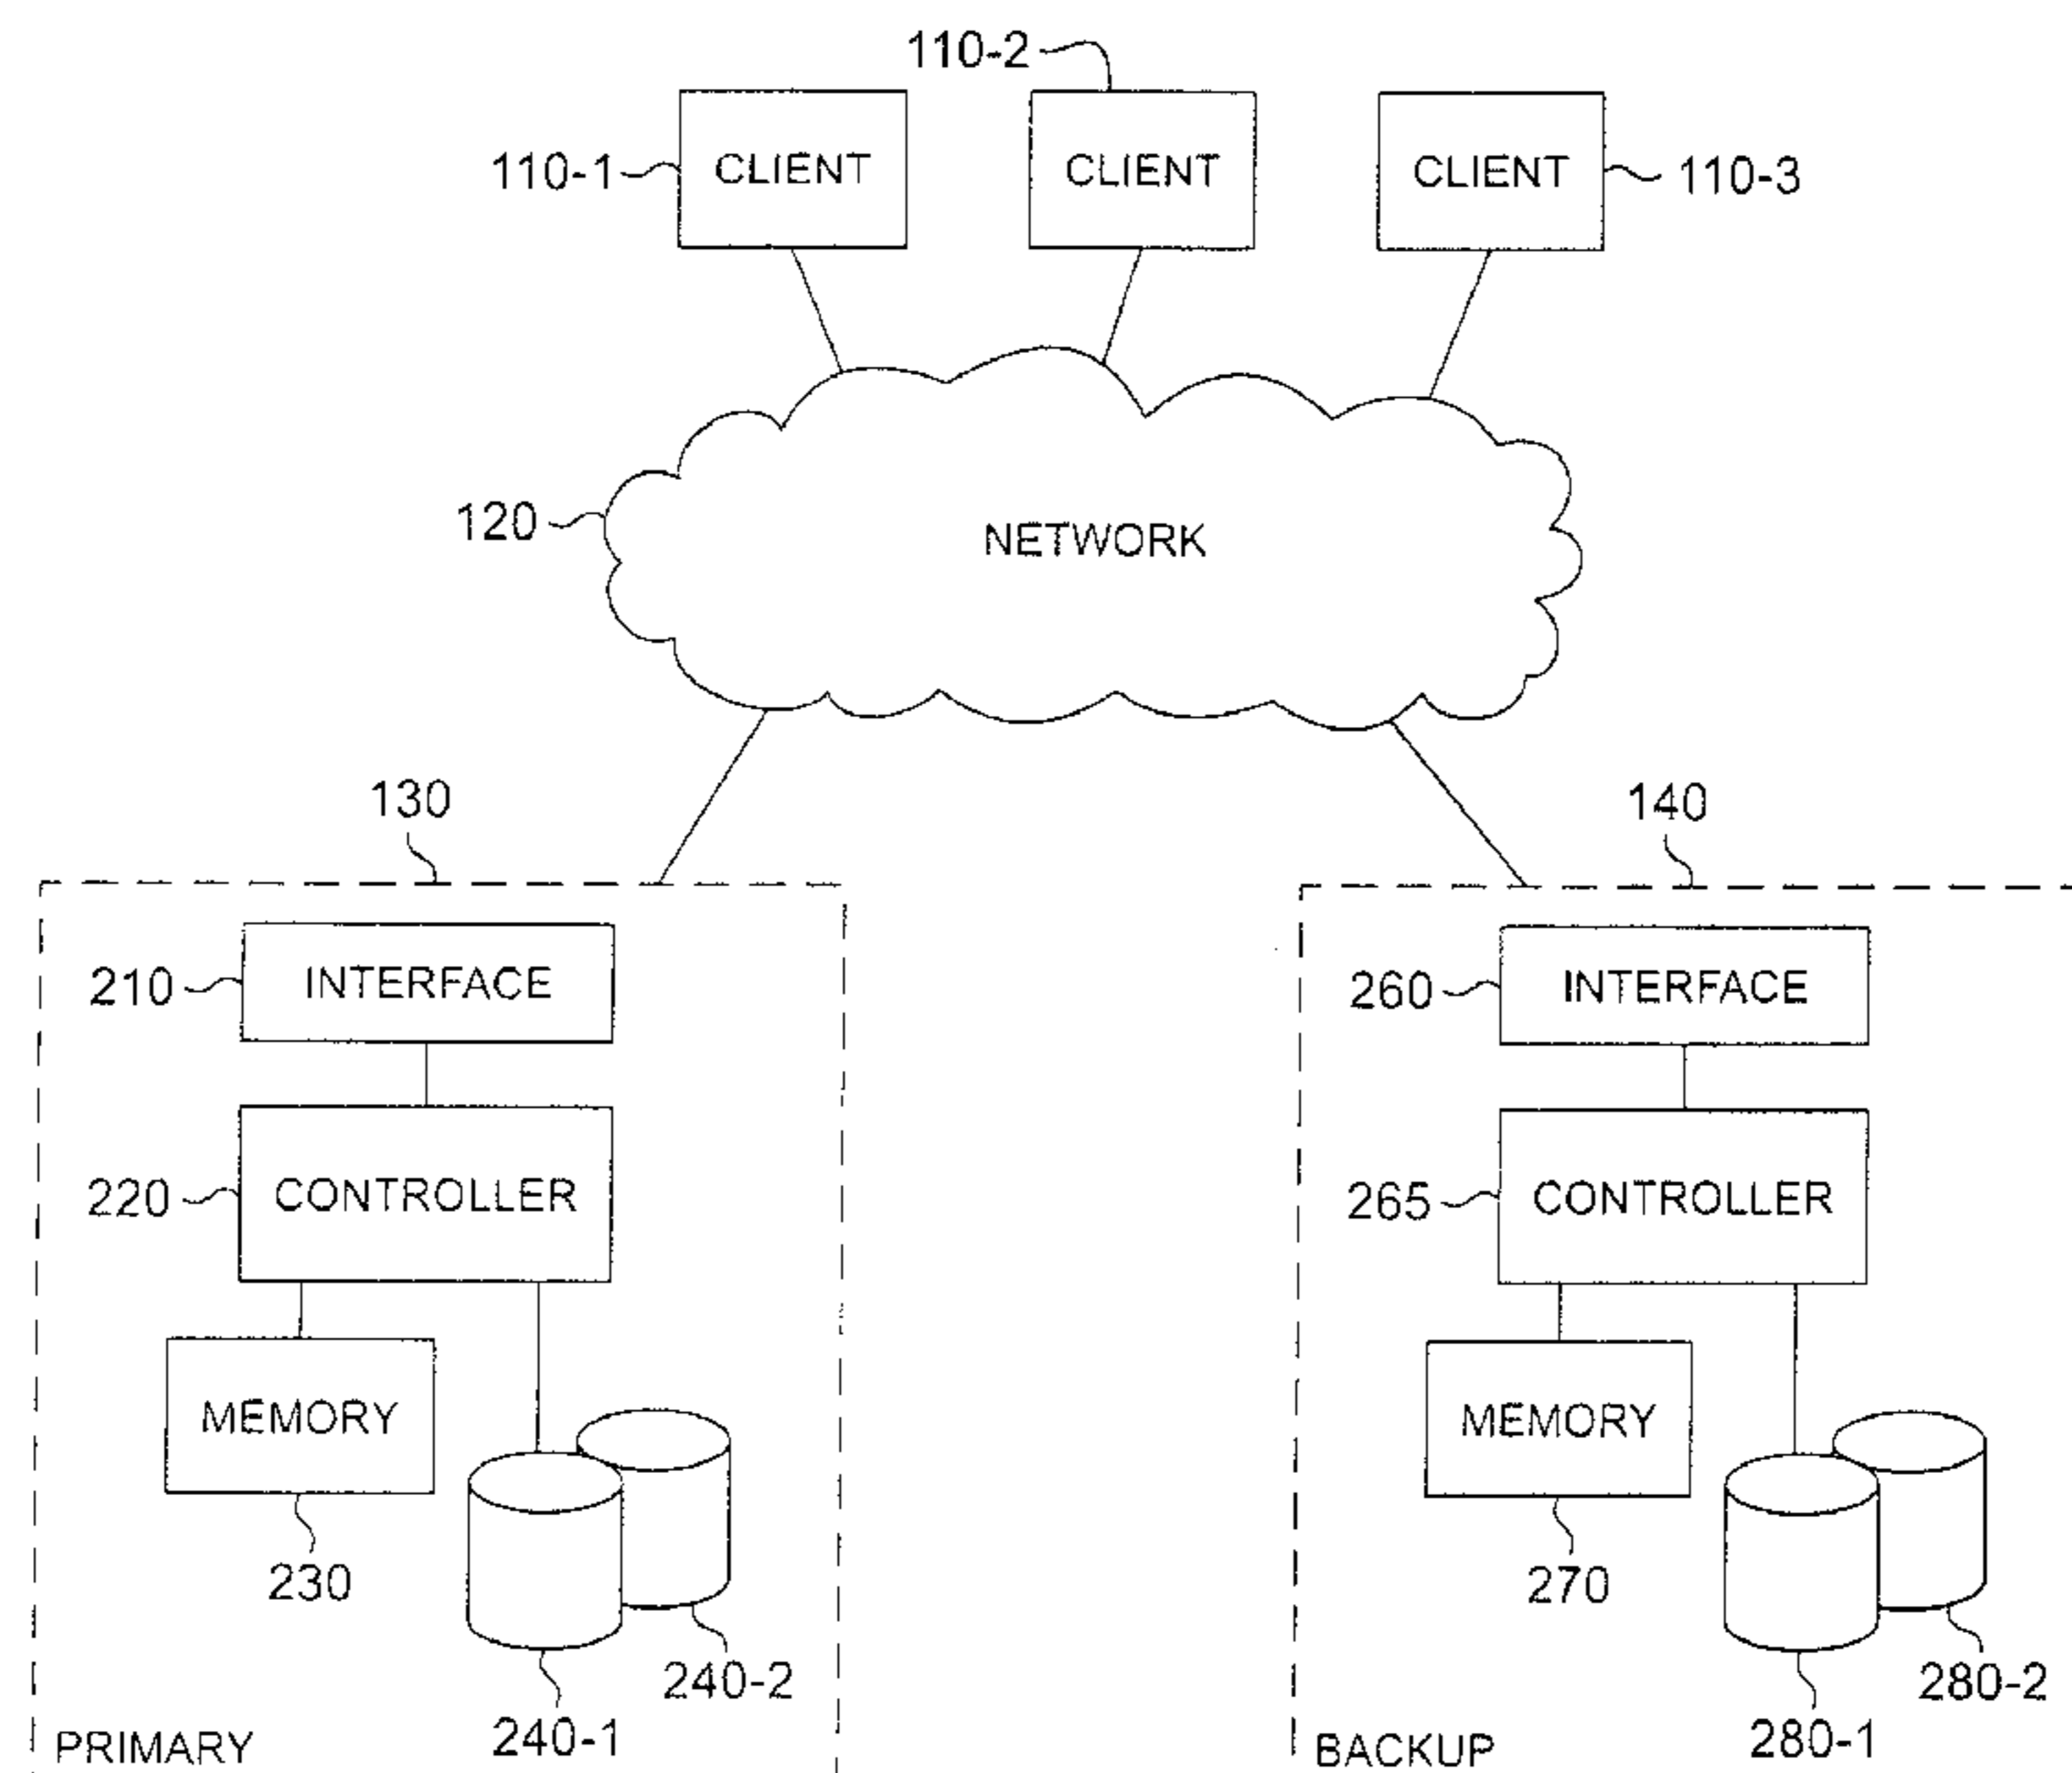 110-2
110-1
CLIENT
CLIENT
CLIENT
110-3
120
NETWORK
130
140
210
INTERFACE
260
INTERFACE
220
CONTROLLER
265
CONTROLLER
MEMORY
MEMORY
230
270
240-2
280-2
240-1
280-1
PRIMARY
BACKUP